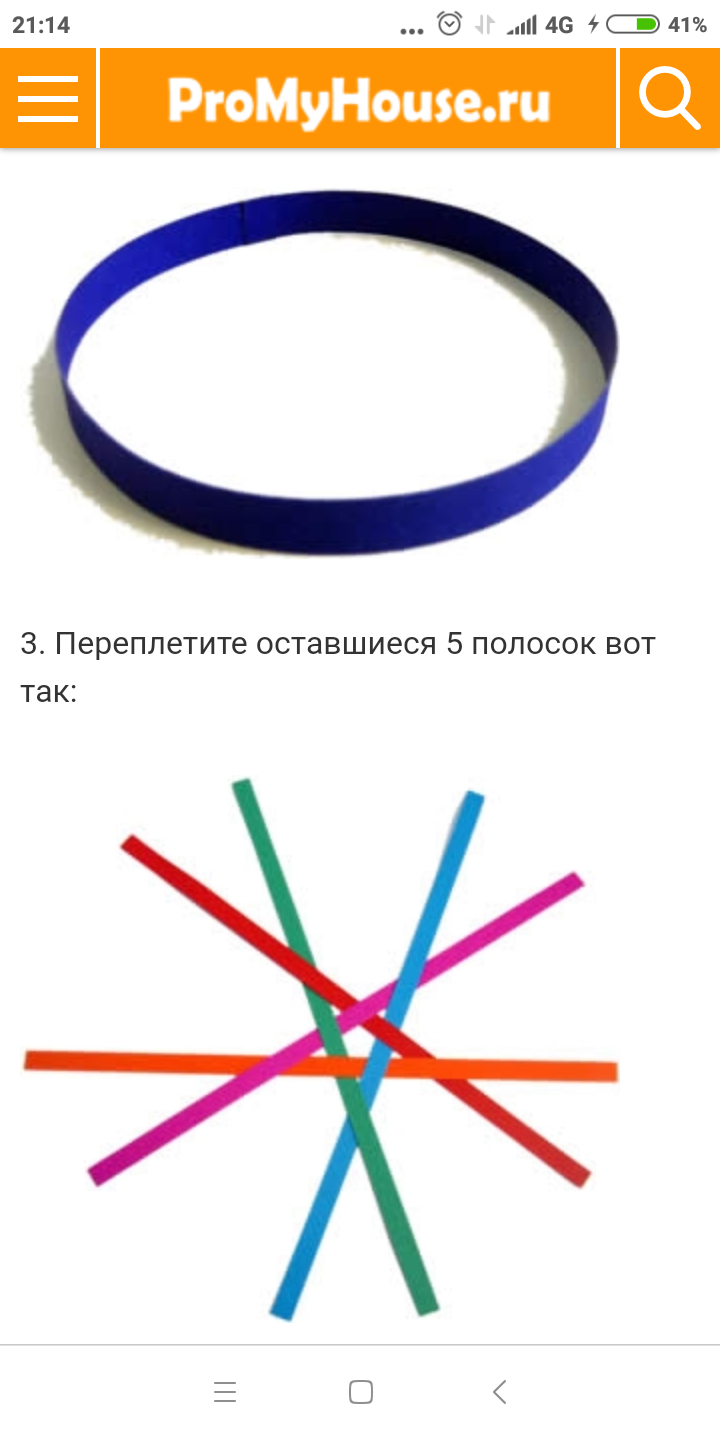 21:14 ... 4G 41%
ProMyHouse.ru
3. Переплетите оставшиеся 5 полосок вот
так: